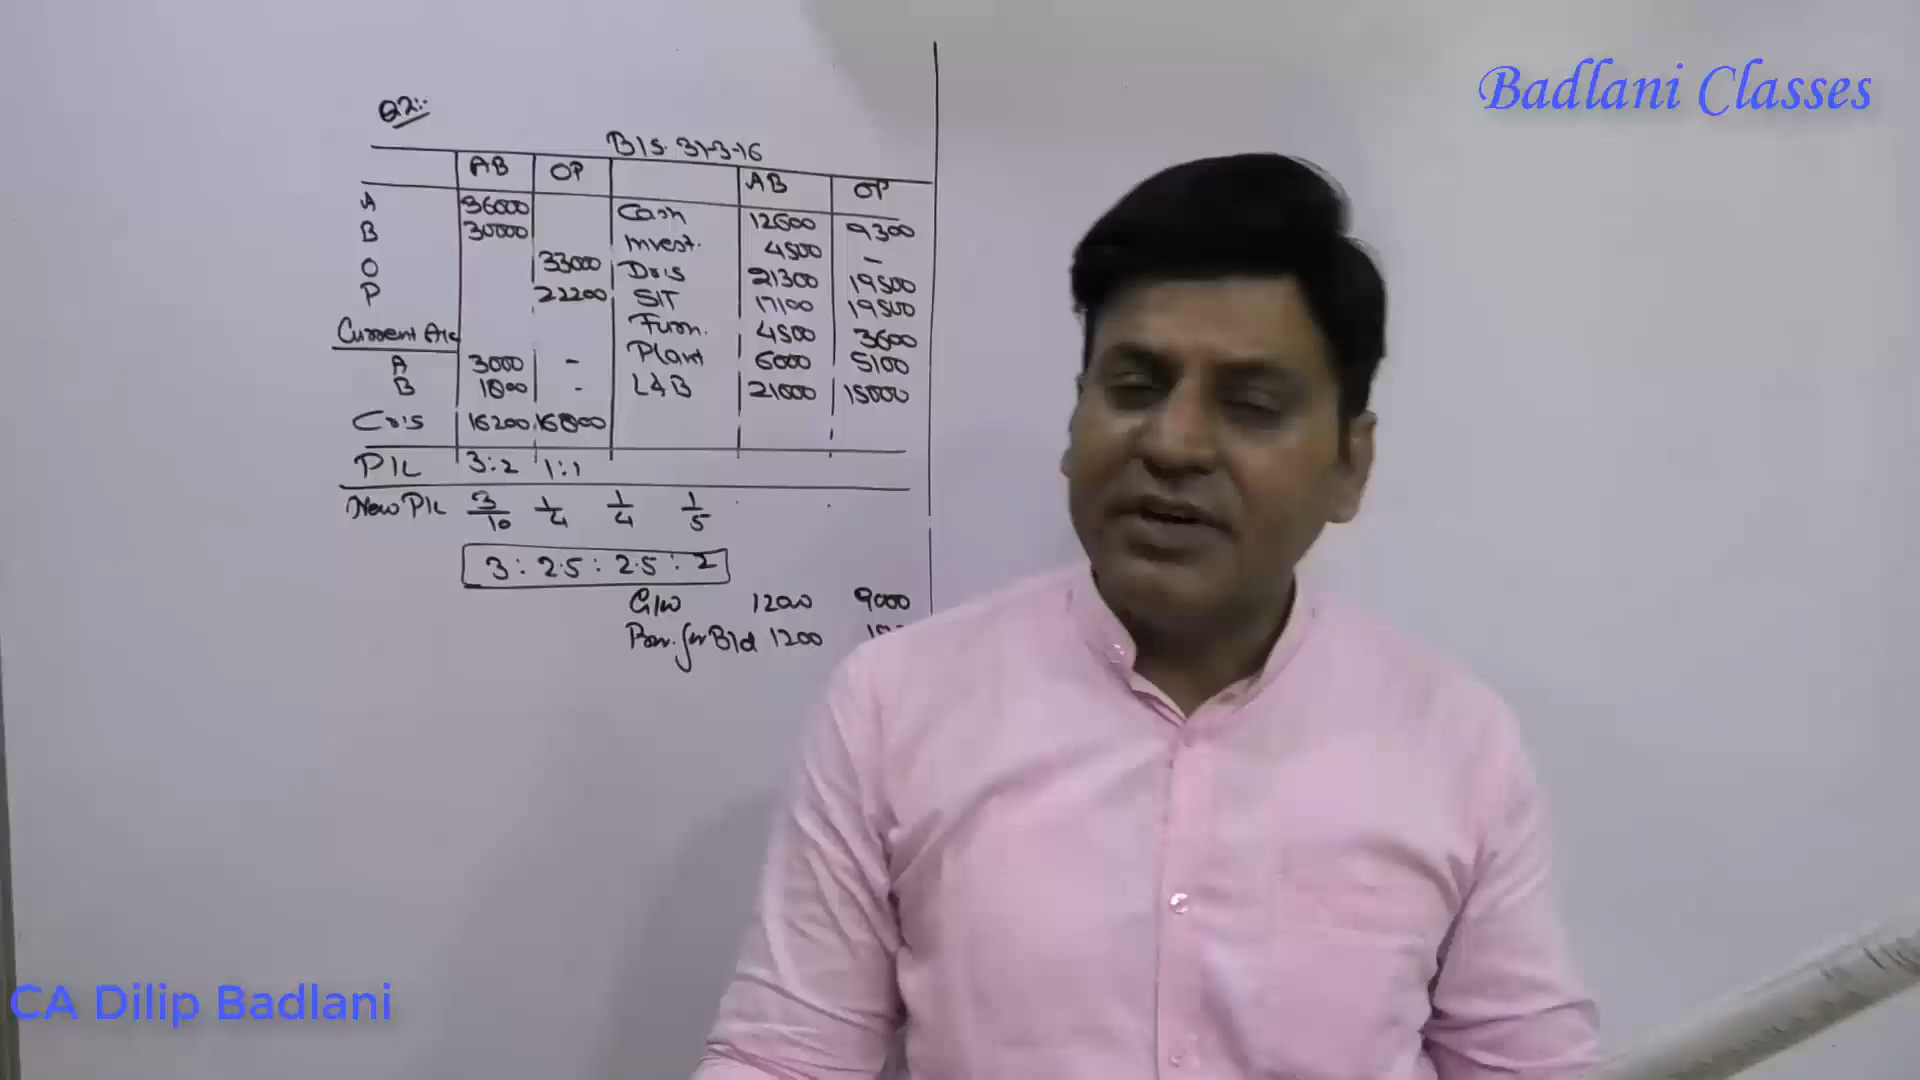 Badlani Classes
Q2:-
B/S. 31-3-16
AB OP AB OP
A 36000 Cash 12600 9300
B 30000 Invest. 4500 -
O 33000 Drs 21300 19500
P 22200 SIT 17100 19500
Current A/c Furn. 4500 3600
A 3000 - Plant 6000 5100
B 1800 - L&B 21000 15000
Crs 16200 16800
P/L 3:2 1:1
New P/L 3/10 1/4 1/4 1/5
3 : 2.5 : 2.5 : 2
G/W 1200 9000
for B/d 1200
CA Dilip Badlani